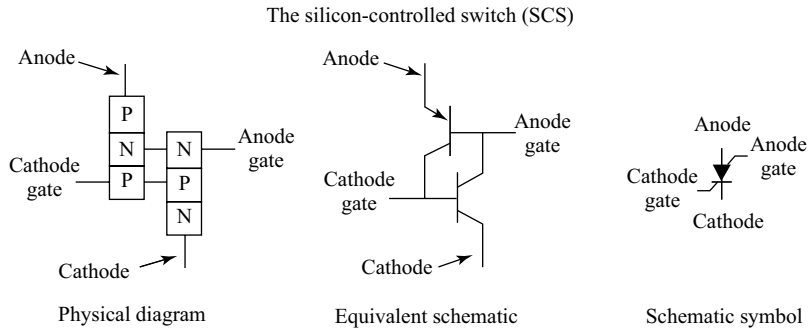 The silicon-controlled switch (SCS)
Anode
P
N
N
Anode
gate
Cathode
gate
P
P
N
Cathode
Physical diagram
Anode
Anode
gate
Cathode
gate
Cathode
Equivalent schematic
Anode
Anode
gate
Cathode
gate
Cathode
Schematic symbol